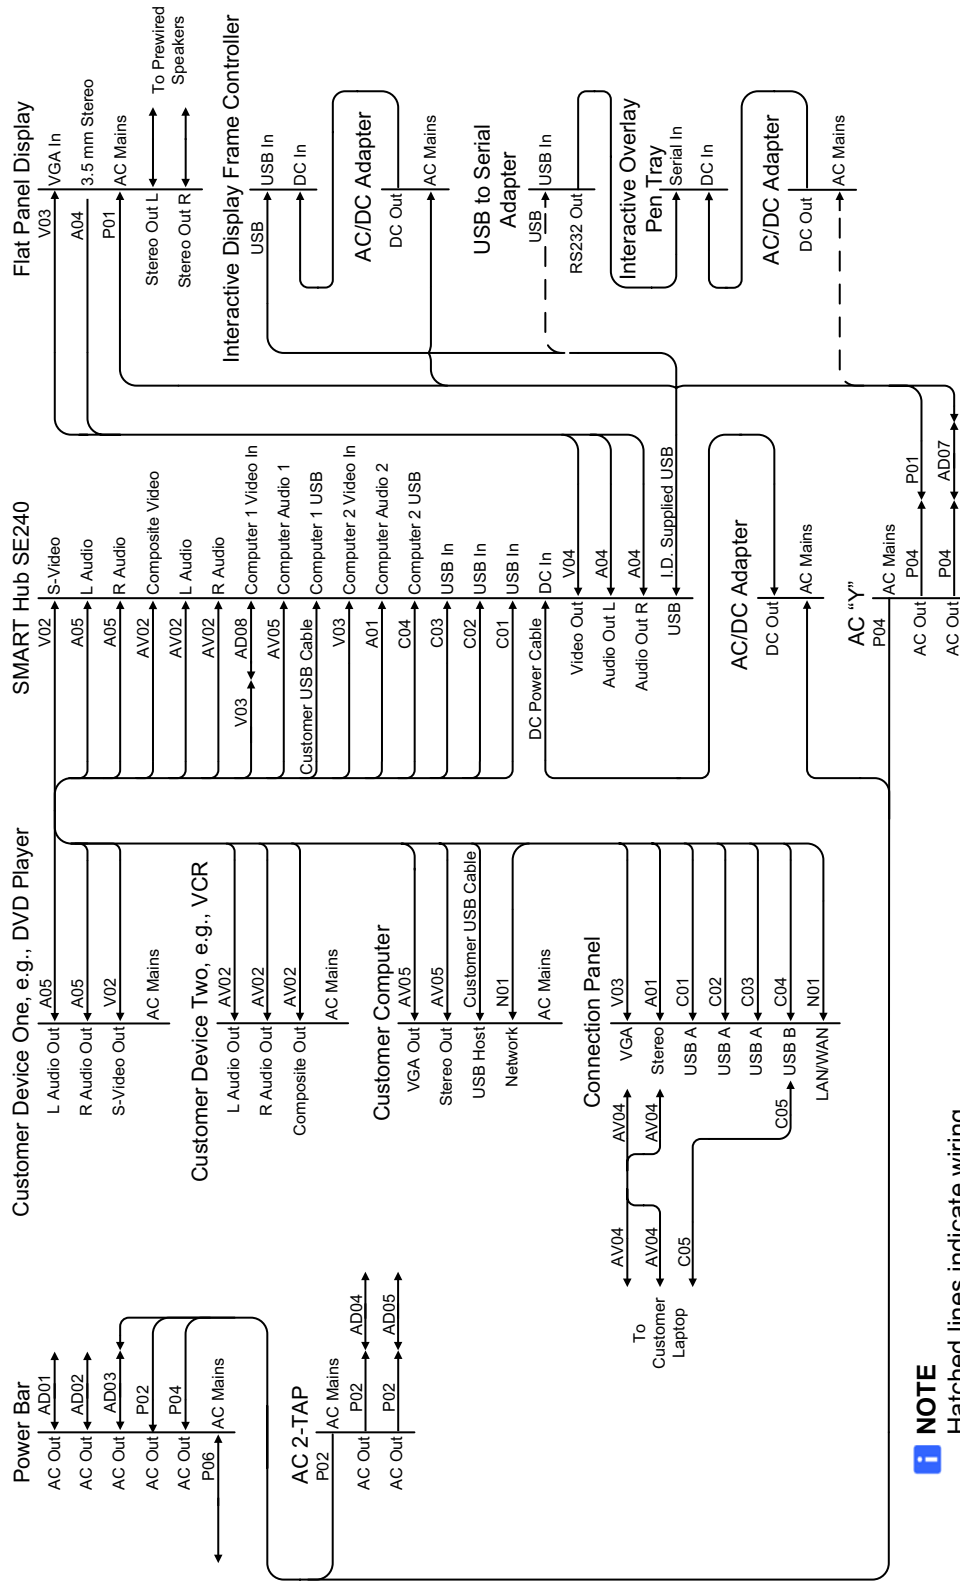 Power Bar
AC Out AD01
AC Out AD02
AC Out AD03
AC Out P02
AC Out P04
P06 AC Mains
AC 2-TAP
P02 AC Mains
AC Out P02 AD04
AC Out P02 AD05
Customer Device One, e.g., DVD Player
L Audio Out A05
R Audio Out A05
S-Video Out V02
AC Mains
Customer Device Two, e.g., VCR
L Audio Out AV02
R Audio Out AV02
Composite Out AV02
AC Mains
Customer Computer
VGA Out AV05
Stereo Out AV05
USB Host Customer USB Cable
Network N01
AC Mains
Connection Panel
AV04 AV04 VGA V03
AV04 AV04 Stereo A01
USB A C01
USB A C02
USB A C03
C05 C05 USB B C04
LAN/WAN N01
To
Customer
Laptop
SMART Hub SE240
V02 S-Video
A05 L Audio
A05 R Audio
AV02 Composite Video
AV02 L Audio
AV02 R Audio
V03 AD08 Computer 1 Video In
AV05 Computer Audio 1
Customer USB Cable Computer 1 USB
V03 Computer 2 Video In
A01 Computer Audio 2
C04 Computer 2 USB
C03 USB In
C02 USB In
C01 USB In
DC Power Cable DC In
Video Out V04
Audio Out L A04
Audio Out R A04
USB I.D. Supplied USB
AC/DC Adapter
DC Out
AC Mains
AC “Y”
P04 AC Mains
AC Out P04 P01
AC Out P04 AD07
Flat Panel Display
V03 VGA In
A04 3.5 mm Stereo
P01 AC Mains
Stereo Out L
Stereo Out R
To Prewired
Speakers
Interactive Display Frame Controller
USB USB In
DC In
AC/DC Adapter
DC Out
AC Mains
USB to Serial
Adapter
USB USB In
RS232 Out
Interactive Overlay
Pen Tray
Serial In
DC In
AC/DC Adapter
DC Out
AC Mains
i NOTE
Hatched lines indicate wiring